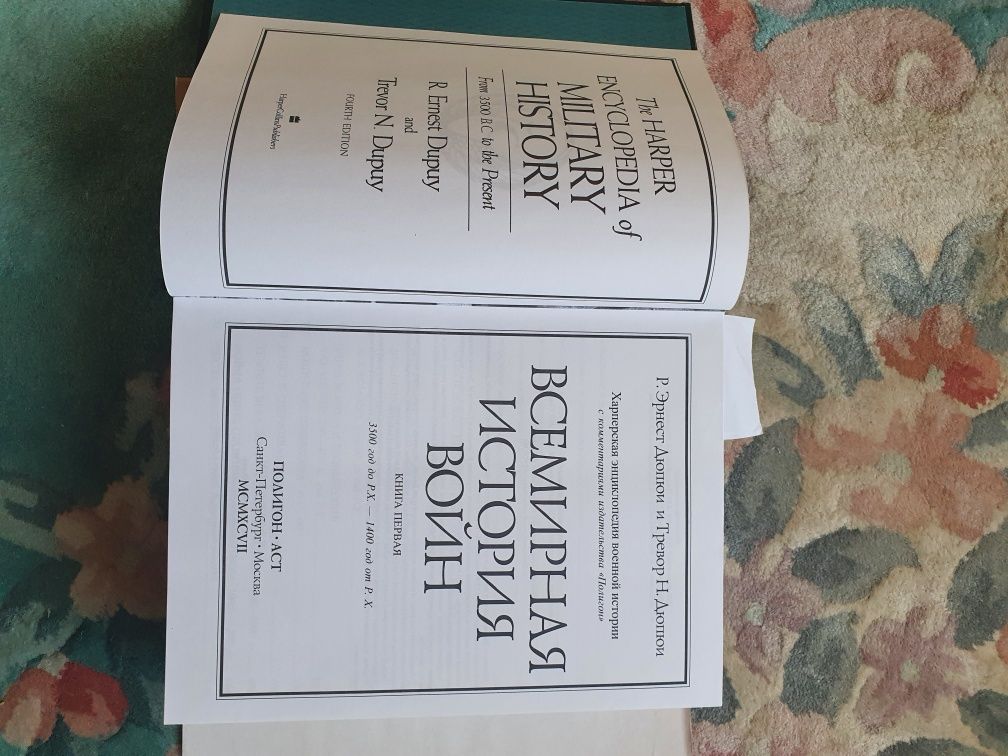 The HARPER
ENCYCLOPEDIA of
MILITARY
HISTORY
From 3500 B.C. to the Present
R. Ernest Dupuy
and
Trevor N. Dupuy
FOURTH EDITION
HarperCollinsPublishers
Р. Эрнест Дюпюи и Тревор Н. Дюпюи
Харперская энциклопедия военной истории
с комментариями издательства «Полигон»
ВСЕМИРНАЯ
ИСТОРИЯ
ВОЙН
КНИГА ПЕРВАЯ
3500 год до Р.Х. — 1400 год от Р. Х.
ПОЛИГОН • АСТ
Санкт-Петербург • Москва
MCMXCVII